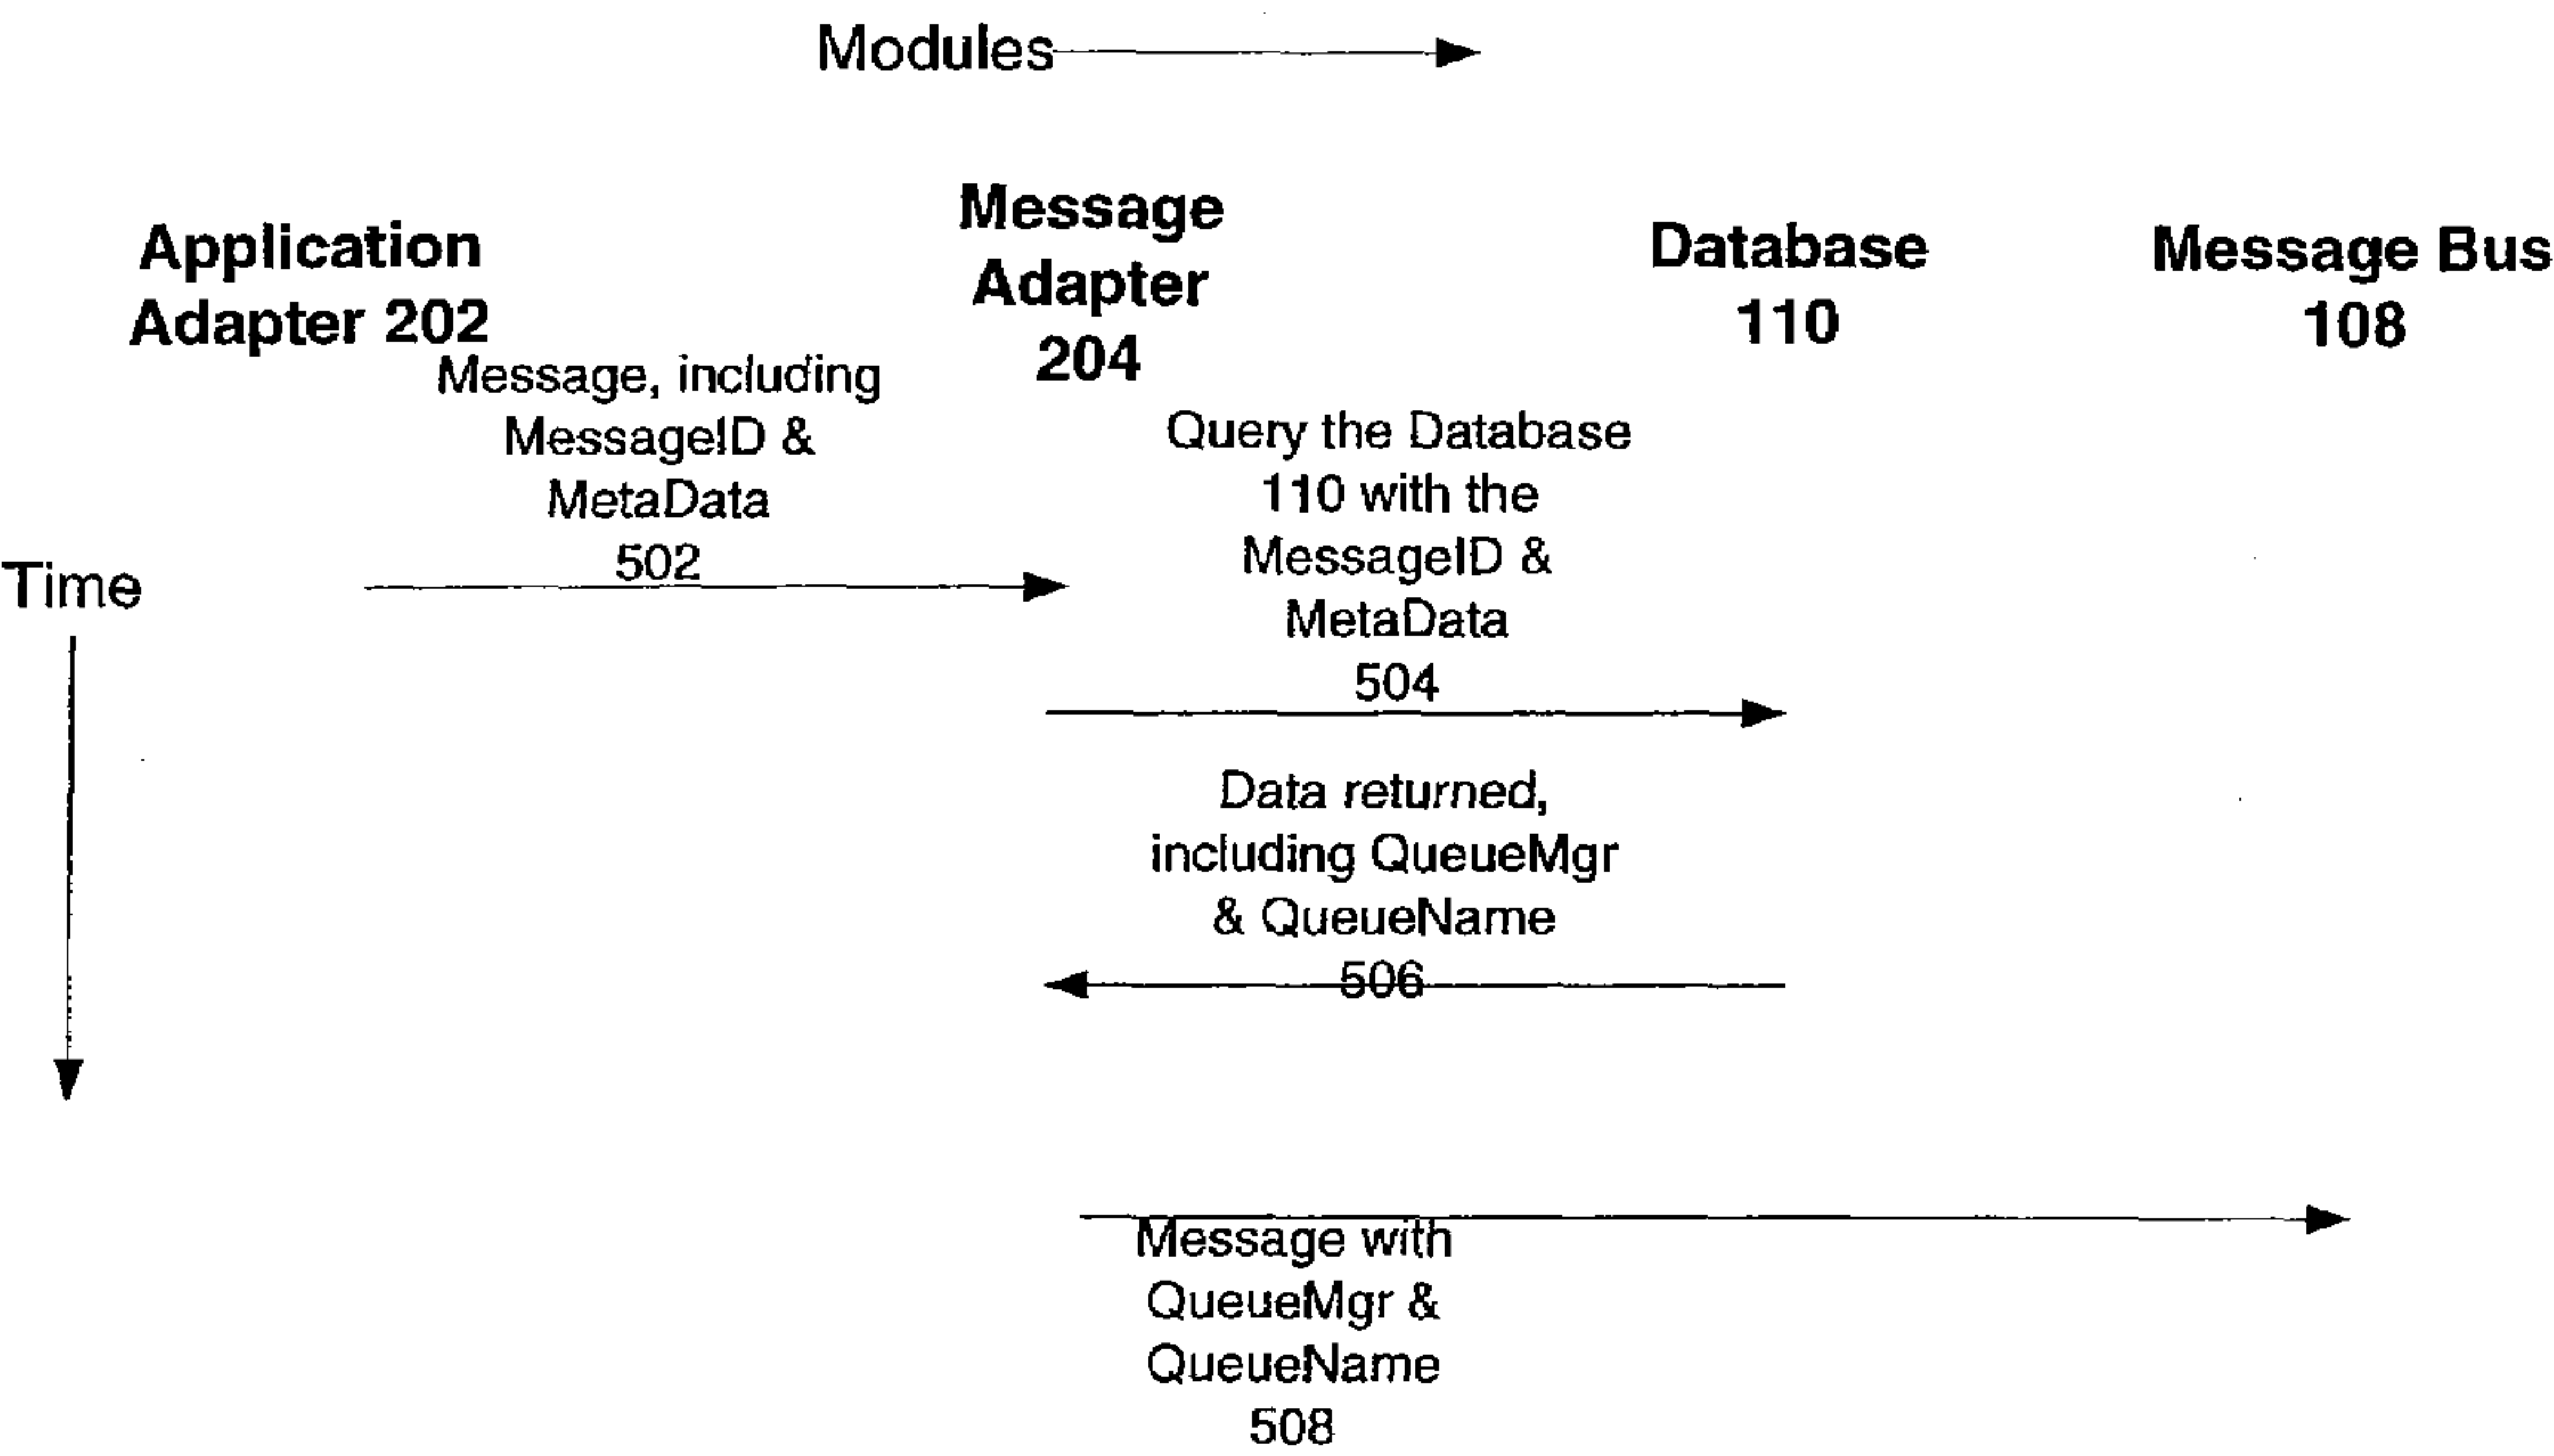 Modules
Application
Adapter 202
Message
Adapter
204
Database
110
Message Bus
108
Message, including
MessageID &
MetaData
502
Time
Query the Database
110 with the
MessageID &
MetaData
504
Data returned,
including QueueMgr
& QueueName
506
Message with
QueueMgr &
QueueName
508